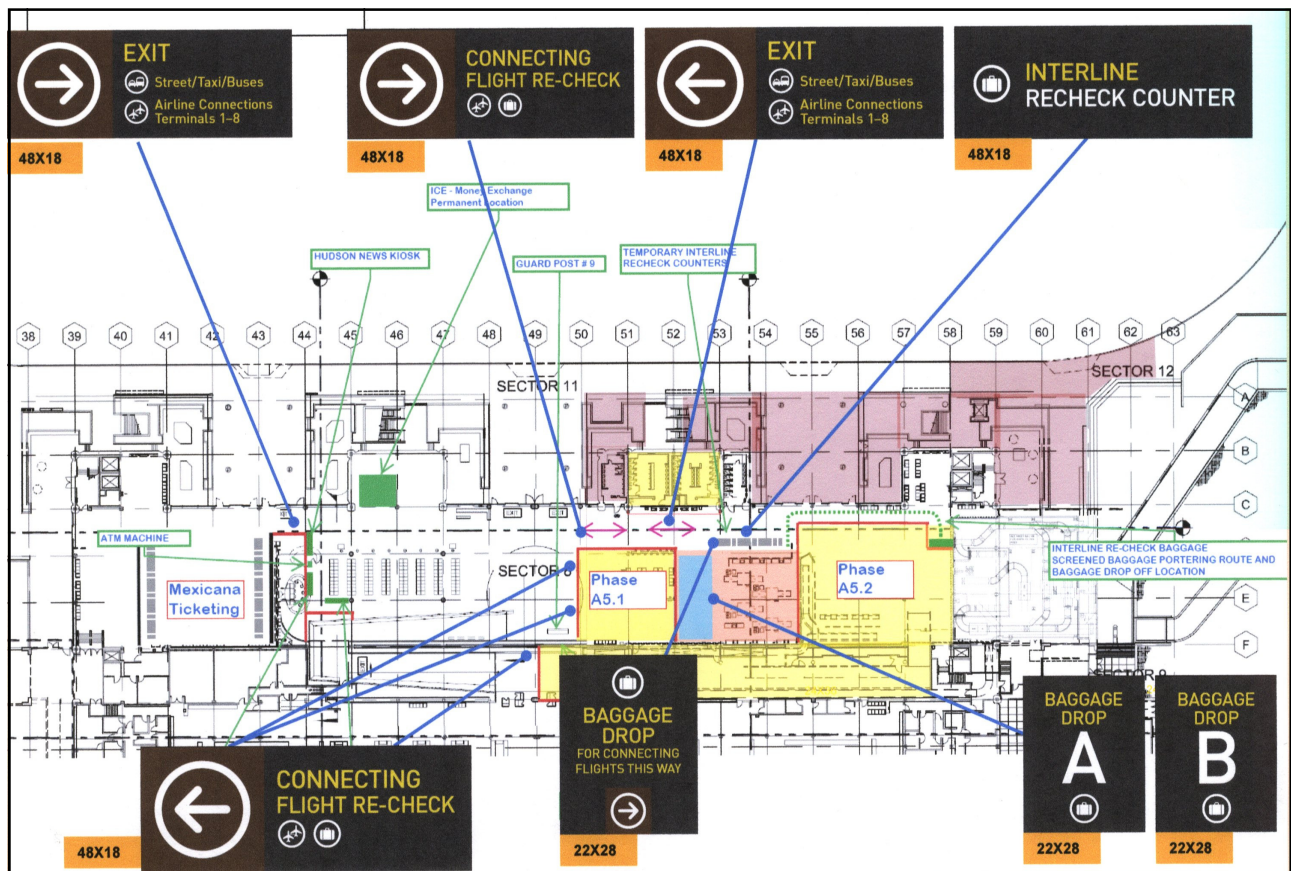 EXIT
Street/Taxi/Buses
Airline Connections
Terminals 1–8
48X18
CONNECTING
FLIGHT RE-CHECK
48X18
EXIT
Street/Taxi/Buses
Airline Connections
Terminals 1–8
48X18
INTERLINE
RECHECK COUNTER
48X18
ICE - Money Exchange
Permanent Location
HUDSON NEWS KIOSK
GUARD POST # 9
TEMPORARY INTERLINE
RECHECK COUNTERS
38 39 40 41 42 43 44 45 46 47 48 49 50 51 52 53 54 55 56 57 58 59 60 61 62 63
SECTOR 11
SECTOR 12
A
B
C
ATM MACHINE
INTERLINE RE-CHECK BAGGAGE
SCREENED BAGGAGE PORTERING ROUTE AND
BAGGAGE DROP OFF LOCATION
Mexicana
Ticketing
SECTOR 8
Phase
A5.1
Phase
A5.2
E
F
SECTOR 9
CONNECTING
FLIGHT RE-CHECK
48X18
BAGGAGE
DROP
FOR CONNECTING
FLIGHTS THIS WAY
22X28
BAGGAGE
DROP
A
22X28
BAGGAGE
DROP
B
22X28